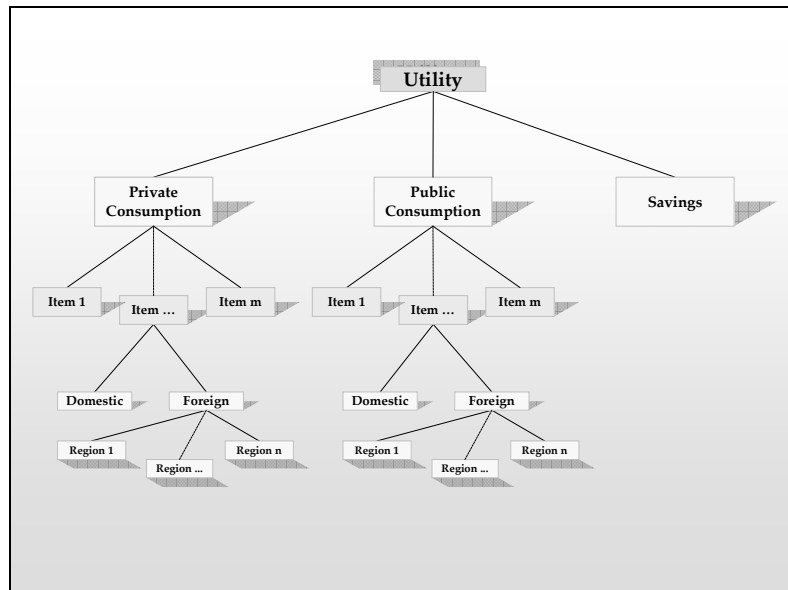 Utility
Private
Consumption
Public
Consumption
Savings
Item 1
Item ...
Item m
Item 1
Item ...
Item m
Domestic
Foreign
Domestic
Foreign
Region 1
Region ...
Region n
Region 1
Region ...
Region n